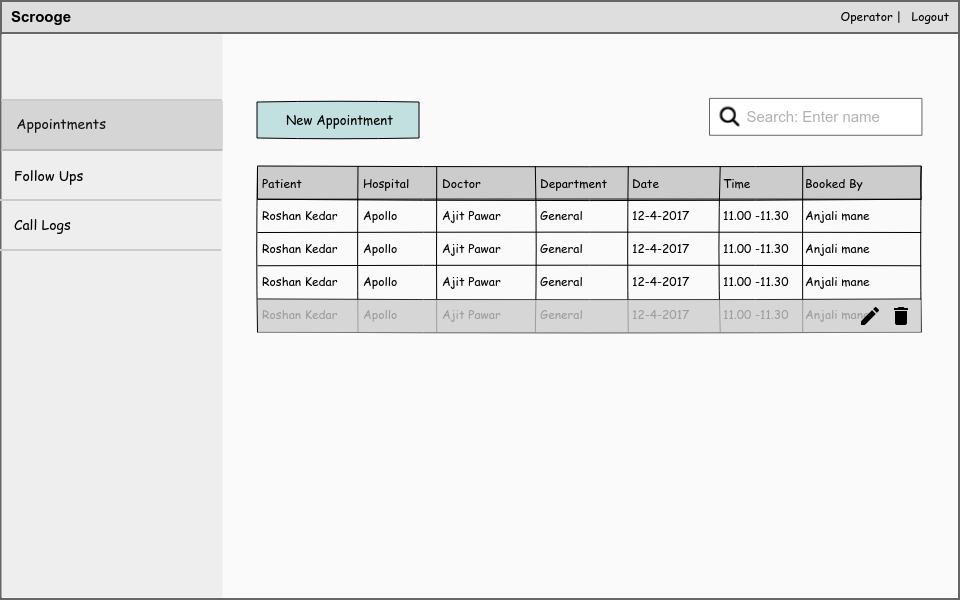 Scrooge Operator | Logout
Appointments
Follow Ups
Call Logs
New Appointment Search: Enter name
Patient Hospital Doctor Department Date Time Booked By
Roshan Kedar Apollo Ajit Pawar General 12-4-2017 11.00 -11.30 Anjali mane
Roshan Kedar Apollo Ajit Pawar General 12-4-2017 11.00 -11.30 Anjali mane
Roshan Kedar Apollo Ajit Pawar General 12-4-2017 11.00 -11.30 Anjali mane
Roshan Kedar Apollo Ajit Pawar General 12-4-2017 11.00 -11.30 Anjali mane